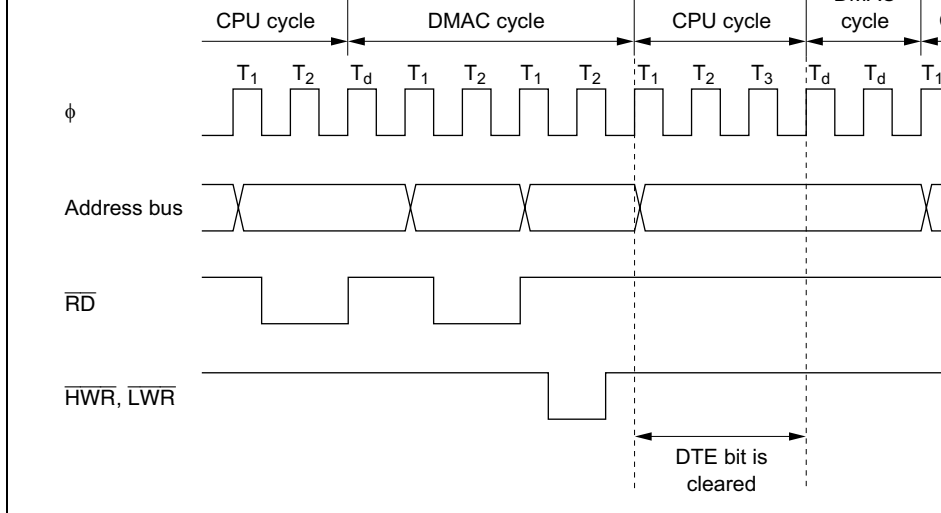 CPU cycle DMAC cycle CPU cycle cycle
T1 T2 Td T1 T2 T1 T2 T1 T2 T3 Td Td T1
ϕ
Address bus
RD
HWR, LWR
DTE bit is
cleared